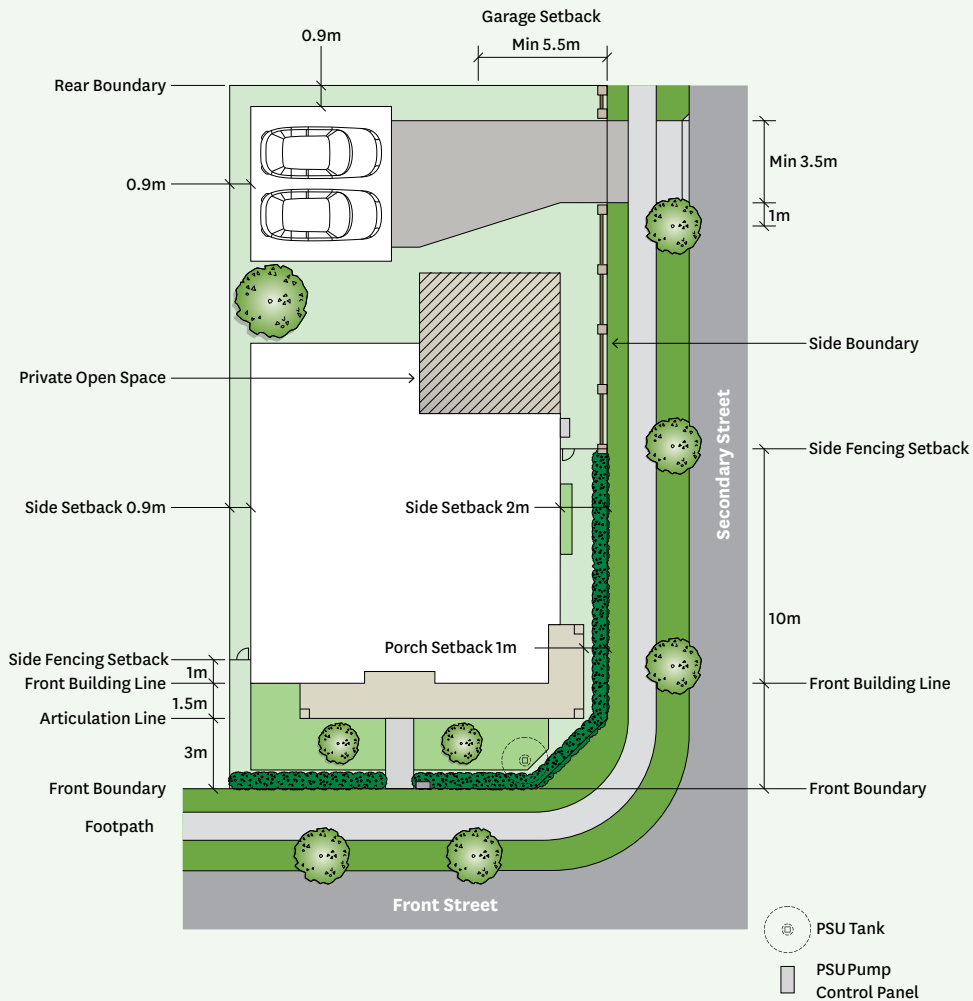 Garage Setback
0.9m
Min 5.5m
Rear Boundary
Min 3.5m
0.9m
1m
Side Boundary
Private Open Space
Side Fencing Setback
Secondary Street
Side Setback 0.9m
Side Setback 2m
10m
Porch Setback 1m
Side Fencing Setback
1m
Front Building Line
Front Building Line
1.5m
Articulation Line
3m
Front Boundary
Front Boundary
Footpath
Front Street
PSU Tank
PSU Pump
Control Panel